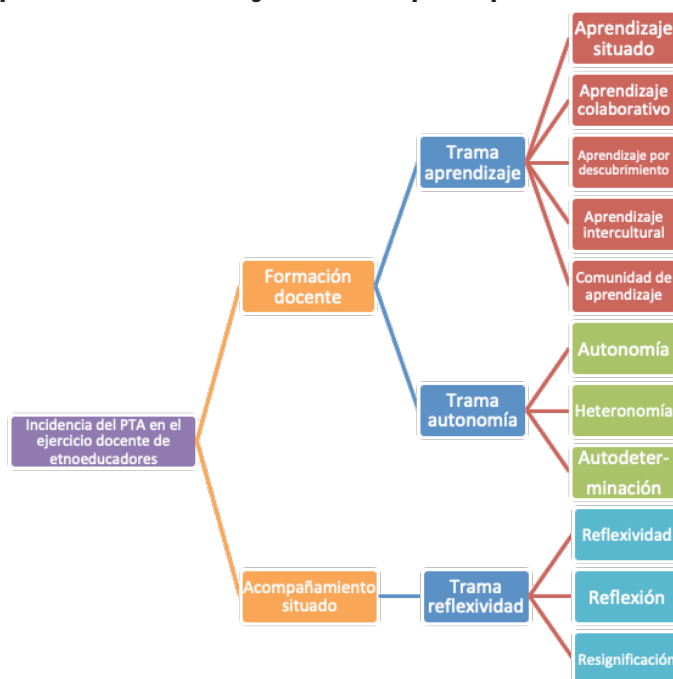 Aprendizaje
situado
Aprendizaje
colaborativo
Trama
aprendizaje
Aprendizaje por
descubrimiento
Aprendizaje
intercultural
Formación
docente
Comunidad de
aprendizaje
Autonomía
Trama
autonomía
Heteronomía
Incidencia del PTA en el
ejercicio docente de
etnoeducadores
Autodeter-
minación
Reflexividad
Acompañamiento
situado
Trama
reflexividad
Reflexión
Resignificación